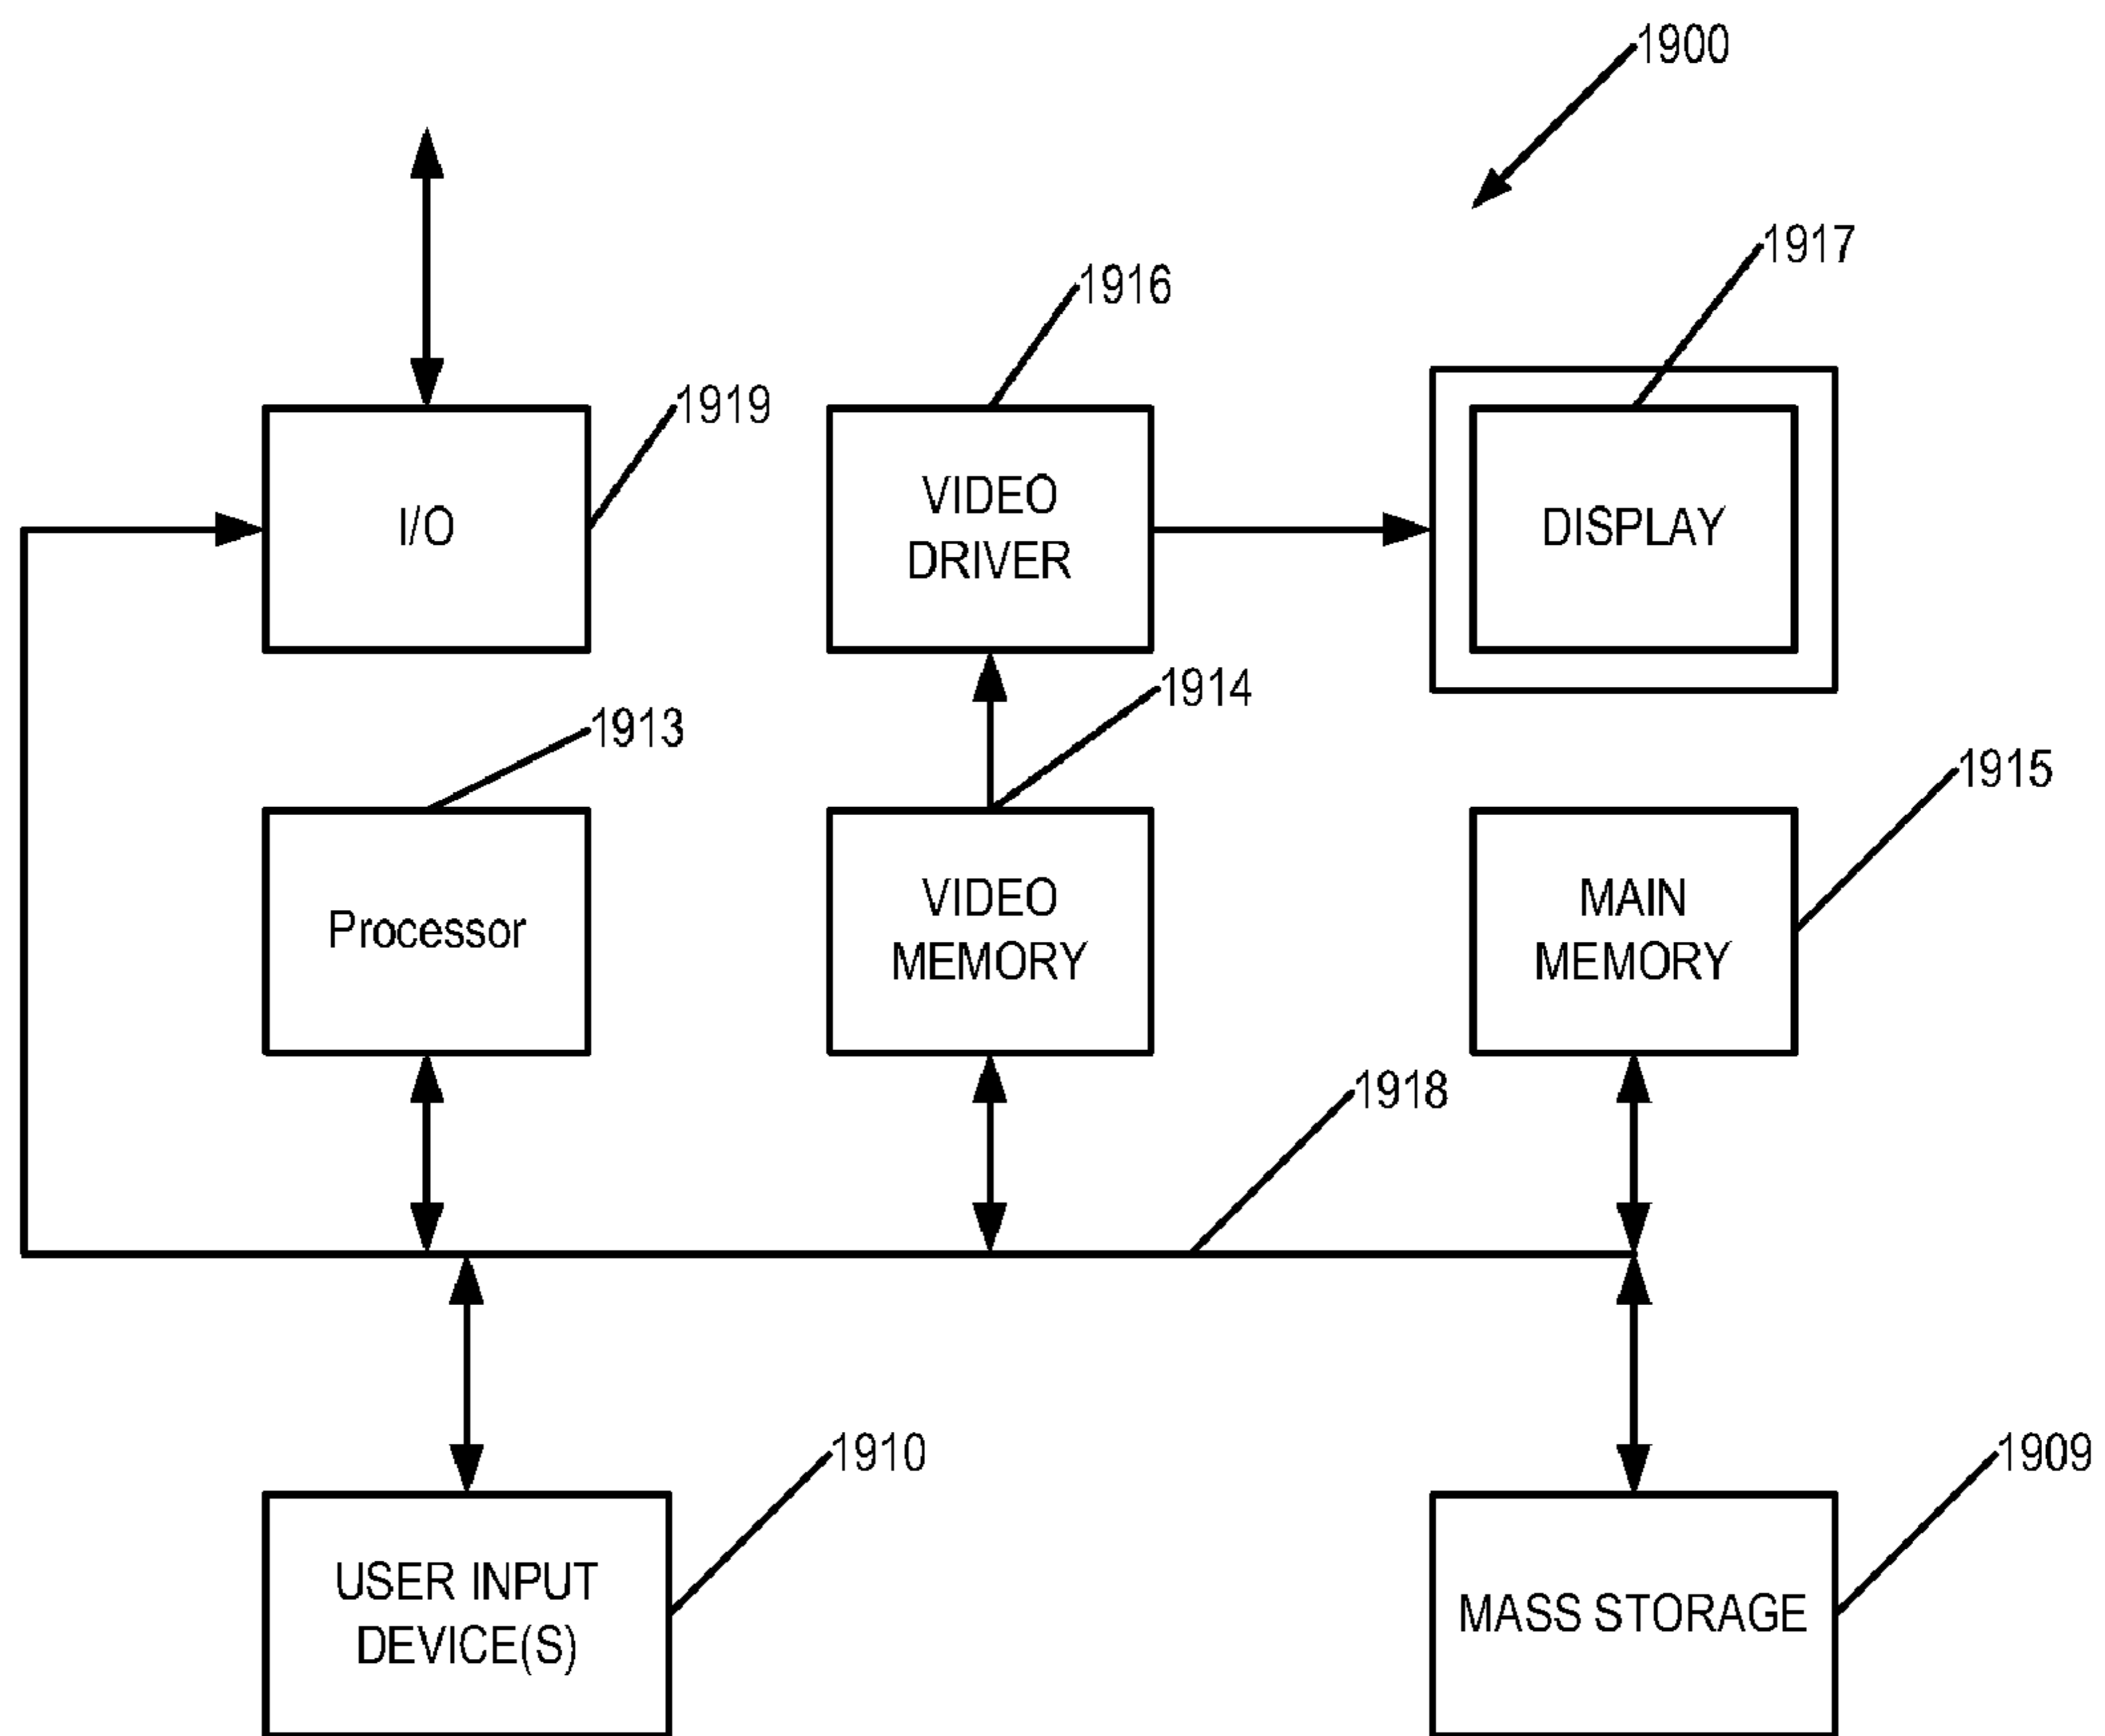 1900
1917
1916
1919
I/O
VIDEO
DRIVER
DISPLAY
1914
1913
1915
Processor
VIDEO
MEMORY
MAIN
MEMORY
1918
1910
1909
USER INPUT
DEVICE(S)
MASS STORAGE